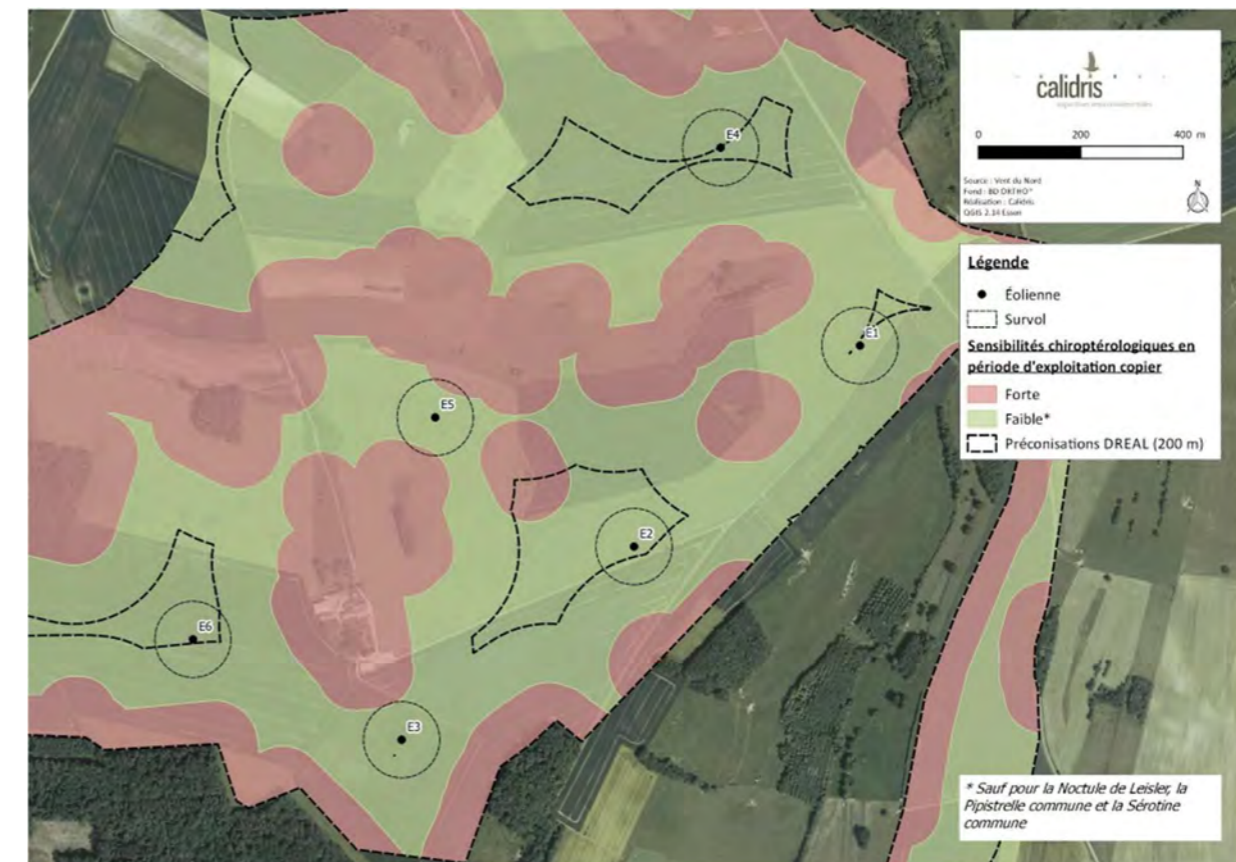 calidris
0 200 400 m
Source : Vent du Nord
Fond : BD ORTHO®
Réalisation : Calidris
QGIS 2.14 Essen
N
Légende
Éolienne
Survol
Sensibilités chiroptérologiques en
période d'exploitation copier
Forte
Faible*
Préconisations DREAL (200 m)
E4
E1
E5
E2
E6
E3
* Sauf pour la Noctule de Leisler, la
Pipistrelle commune et la Sérotine
commune